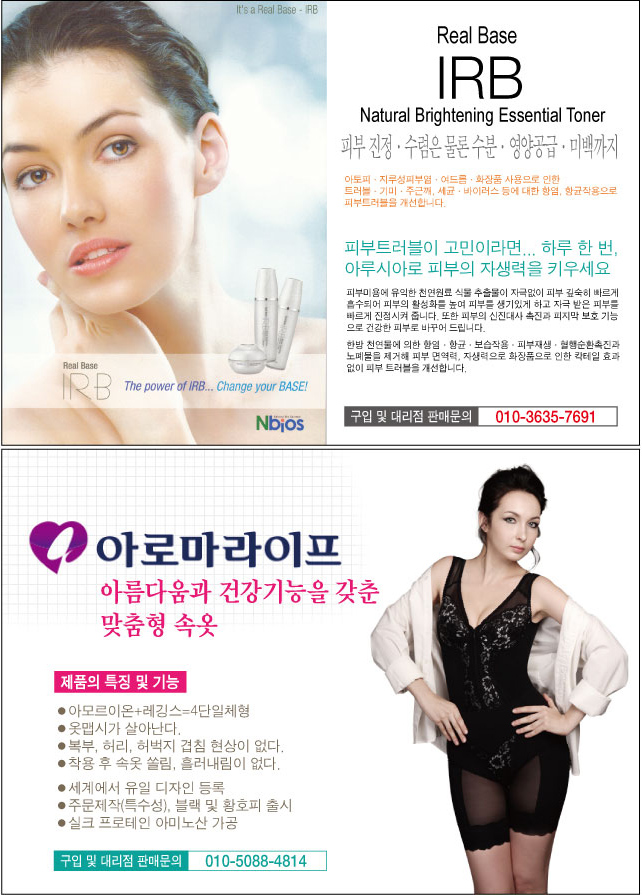 It's a Real Base - IRB
Real Base
IRB
The power of IRB... Change your BASE!
Nbios
Real Base
IRB
Natural Brightening Essential Toner
피부 진정 · 수렴은 물론 수분 · 영양공급 · 미백까지
아토피 · 지루성피부염 · 여드름 · 화장품 사용으로 인한
트러블 · 기미 · 주근깨, 세균 · 바이러스 등에 대한 항염, 항균작용으로
피부트러블을 개선합니다.
피부트러블이 고민이라면... 하루 한 번,
아루시아로 피부의 자생력을 키우세요
피부미용에 유익한 천연원료 식물 추출물이 자극없이 피부 깊숙히 빠르게
흡수되어 피부의 활성화를 높여 피부를 생기있게 하고 자극 받은 피부를
빠르게 진정시켜 줍니다. 또한 피부의 신진대사 촉진과 피지막 보호 기능
으로 건강한 피부로 바꾸어 드립니다.
한방 천연물에 의한 항염 · 항균 · 보습작용 · 피부재생 · 혈행순환촉진과
노폐물을 제거해 피부 면역력, 자생력으로 화장품으로 인한 칵테일 효과
없이 피부 트러블을 개선합니다.
구입 및 대리점 판매문의 010-3635-7691
아로마라이프
아름다움과 건강기능을 갖춘
맞춤형 속옷
제품의 특징 및 기능
●아모르이온+레깅스=4단일체형
●옷맵시가 살아난다.
●복부, 허리, 허벅지 겹침 현상이 없다.
●착용 후 속옷 쏠림, 흘러내림이 없다.
●세계에서 유일 디자인 등록
●주문제작(특수성), 블랙 및 황호피 출시
●실크 프로테인 아미노산 가공
구입 및 대리점 판매문의 010-5088-4814